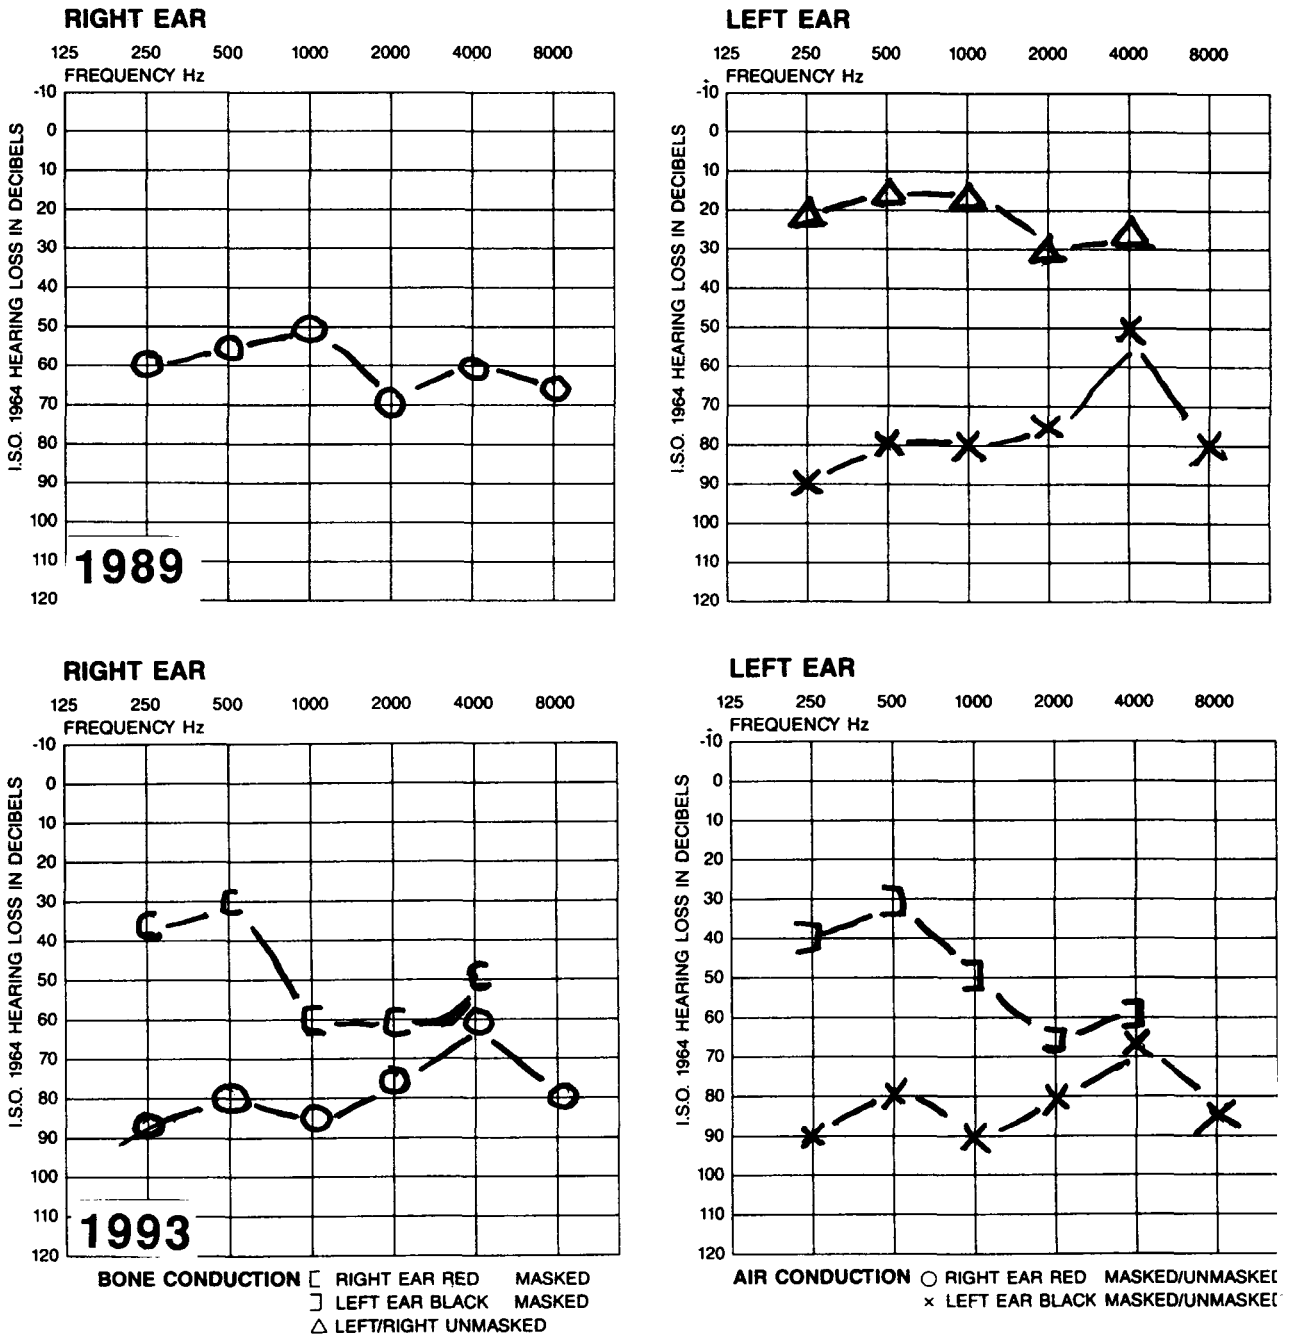 RIGHT EAR
125 250 500 1000 2000 4000 8000
FREQUENCY Hz
I.S.O. 1964 HEARING LOSS IN DECIBELS
-10
0
10
20
30
40
50
60
70
80
90
100
110
120
1989
LEFT EAR
125 250 500 1000 2000 4000 8000
FREQUENCY Hz
I.S.O. 1964 HEARING LOSS IN DECIBELS
-10
0
10
20
30
40
50
60
70
80
90
100
110
120
RIGHT EAR
125 250 500 1000 2000 4000 8000
FREQUENCY Hz
I.S.O. 1964 HEARING LOSS IN DECIBELS
-10
0
10
20
30
40
50
60
70
80
90
100
110
120
1993
LEFT EAR
125 250 500 1000 2000 4000 8000
FREQUENCY Hz
I.S.O. 1964 HEARING LOSS IN DECIBELS
-10
0
10
20
30
40
50
60
70
80
90
100
110
120
BONE CONDUCTION [ RIGHT EAR RED MASKED
] LEFT EAR BLACK MASKED
△ LEFT/RIGHT UNMASKED
AIR CONDUCTION ○ RIGHT EAR RED MASKED/UNMASKED
× LEFT EAR BLACK MASKED/UNMASKED